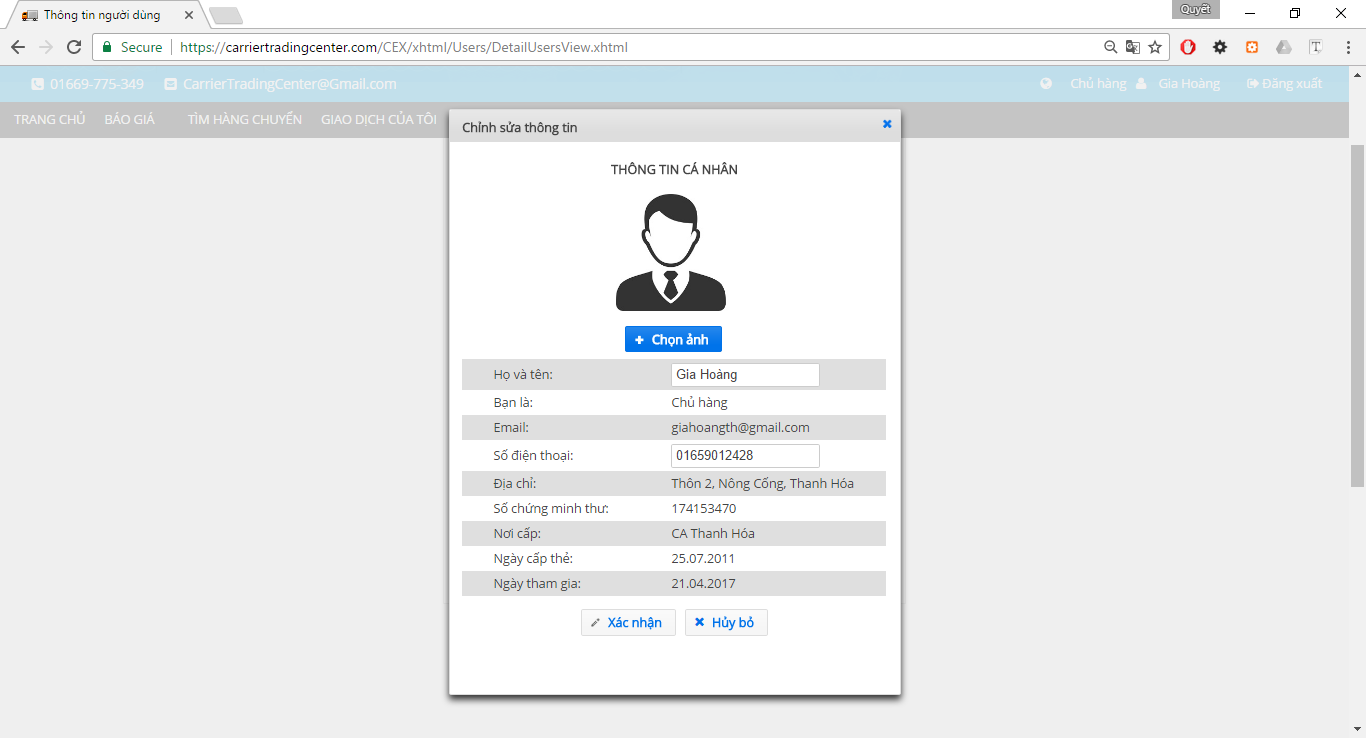 Thông tin người dùng
Quyết
Secure https://carriertradingcenter.com/CEX/xhtml/Users/DetailUsersView.xhtml
01669-775-349 CarrierTradingCenter@Gmail.com Chủ hàng Gia Hoàng Đăng xuất
TRANG CHỦ BÁO GIÁ TÌM HÀNG CHUYỂN GIAO DỊCH CỦA TÔI
Chỉnh sửa thông tin
THÔNG TIN CÁ NHÂN
Chọn ảnh
Họ và tên: Gia Hoàng
Bạn là: Chủ hàng
Email: giahoangth@gmail.com
Số điện thoại: 01659012428
Địa chỉ: Thôn 2, Nông Cống, Thanh Hóa
Số chứng minh thư: 174153470
Nơi cấp: CA Thanh Hóa
Ngày cấp thẻ: 25.07.2011
Ngày tham gia: 21.04.2017
Xác nhận Hủy bỏ